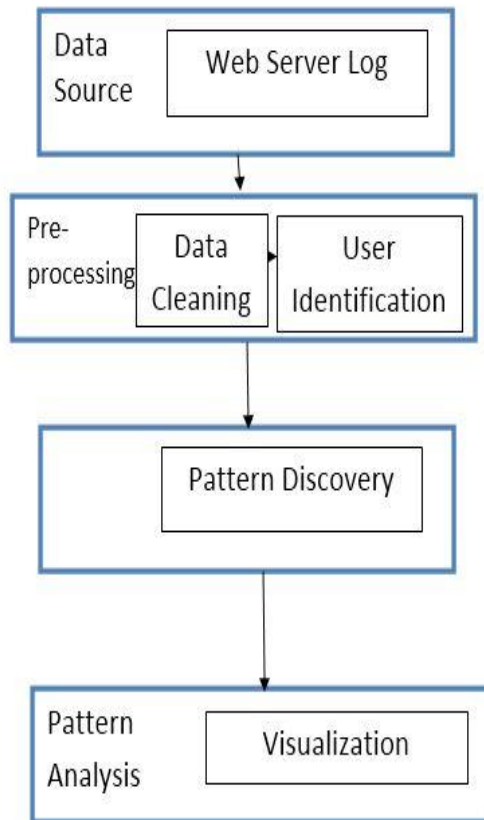 Data
Source
Web Server Log
Pre-
processing
Data
Cleaning
User
Identification
Pattern Discovery
Pattern
Analysis
Visualization